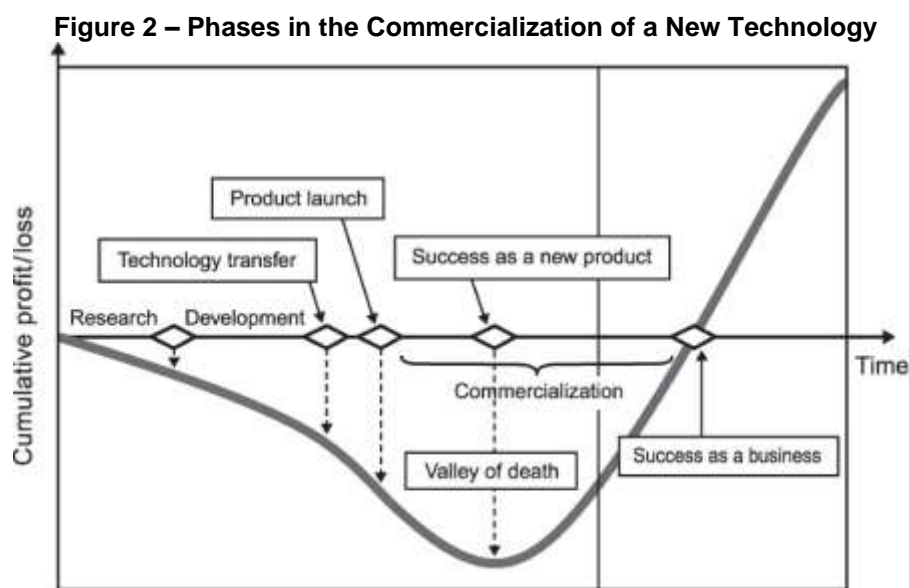 Figure 2 – Phases in the Commercialization of a New Technology
Product launch
Technology transfer
Success as a new product
Research
Development
Time
Commercialization
Cumulative profit/loss
Valley of death
Success as a business